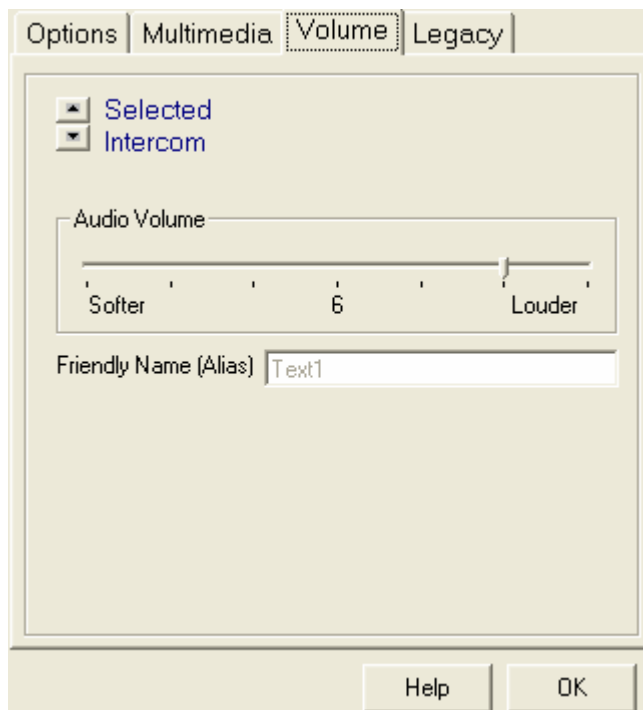 Options Multimedia Volume Legacy
Selected
Intercom
Audio Volume
Softer 6 Louder
Friendly Name (Alias) Text1
Help OK